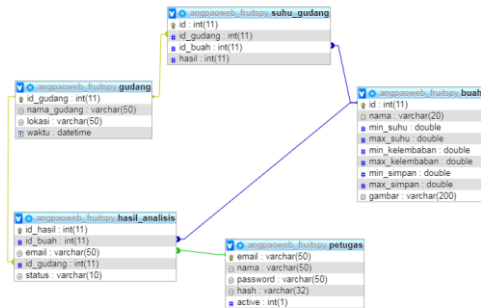 angpaoweb_fruitspy suhu_gudang
id : int(11)
id_gudang : int(11)
id_buah : int(11)
hasil : int(11)
angpaoweb_fruitspy gudang
id_gudang : int(11)
nama_gudang : varchar(50)
lokasi : varchar(50)
waktu : datetime
angpaoweb_fruitspy buah
id : int(11)
nama : varchar(20)
min_suhu : double
max_suhu : double
min_kelembaban : double
max_kelembaban : double
min_simpan : double
max_simpan : double
gambar : varchar(200)
angpaoweb_fruitspy hasil_analisis
id_hasil : int(11)
id_buah : int(11)
email : varchar(50)
id_gudang : int(11)
status : varchar(10)
angpaoweb_fruitspy petugas
email : varchar(50)
nama : varchar(50)
password : varchar(50)
hash : varchar(32)
active : int(1)